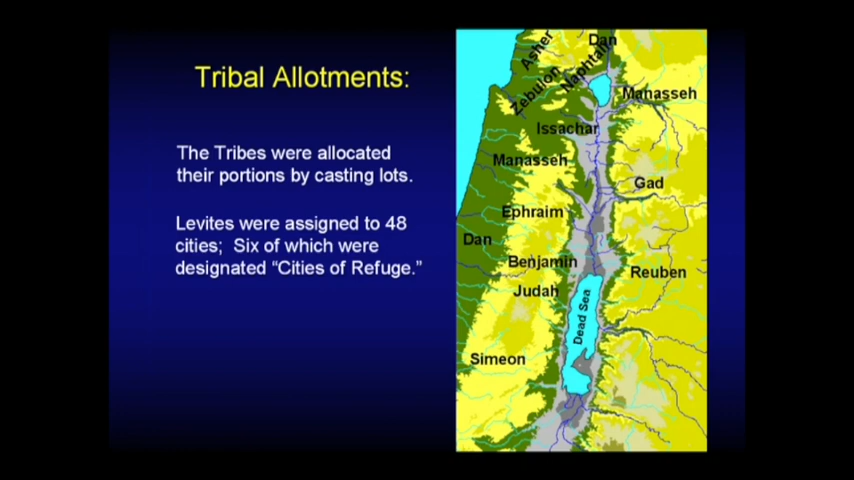 Tribal Allotments:
The Tribes were allocated
their portions by casting lots.
Levites were assigned to 48
cities; Six of which were
designated “Cities of Refuge.”
Dan
Asher
Naphtali
Zebulon
Manasseh
Issachar
Manasseh
Gad
Ephraim
Dan
Benjamin
Reuben
Judah
Dead Sea
Simeon